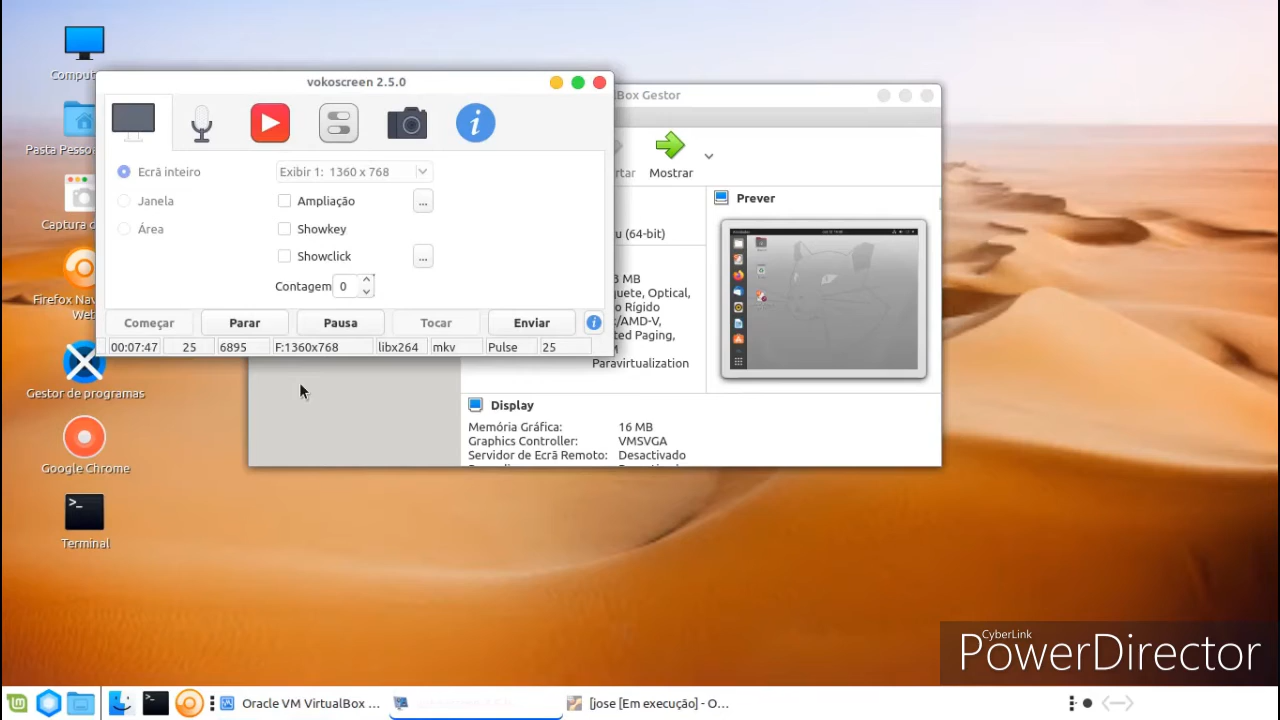 Comput
Pasta Pesso
Captura d
Firefox Nav
Web
Gestor de programas
Google Chrome
Terminal
vokoscreen 2.5.0
Ecrã inteiro
Exibir 1: 1360 x 768
Janela
Ampliação
...
Área
Showkey
Showclick
...
Contagem 0
Começar
Parar
Pausa
Tocar
Enviar
00:07:47
25
6895
F:1360x768
libx264
mkv
Pulse
25
Box Gestor
rtar
Mostrar
Prever
u (64-bit)
3 MB
quete, Optical,
o Rígido
/AMD-V,
ted Paging,
M
Paravirtualization
Display
Memória Gráfica: 16 MB
Graphics Controller: VMSVGA
Servidor de Ecrã Remoto: Desactivado
CyberLink
PowerDirector
Oracle VM VirtualBox ...
[jose [Em execução] - O...